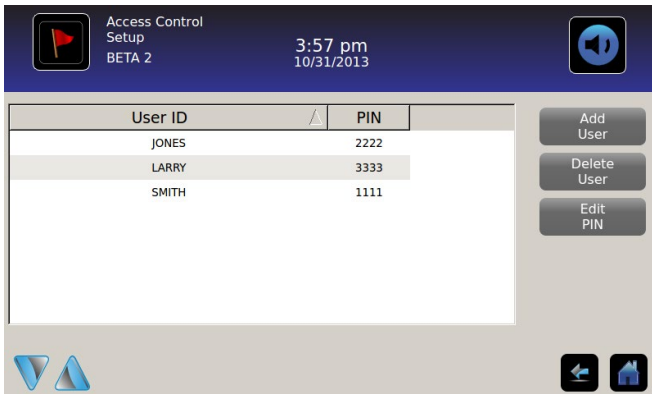 Access Control
Setup
BETA 2
3:57 pm
10/31/2013
User ID PIN
JONES 2222
LARRY 3333
SMITH 1111
Add
User
Delete
User
Edit
PIN